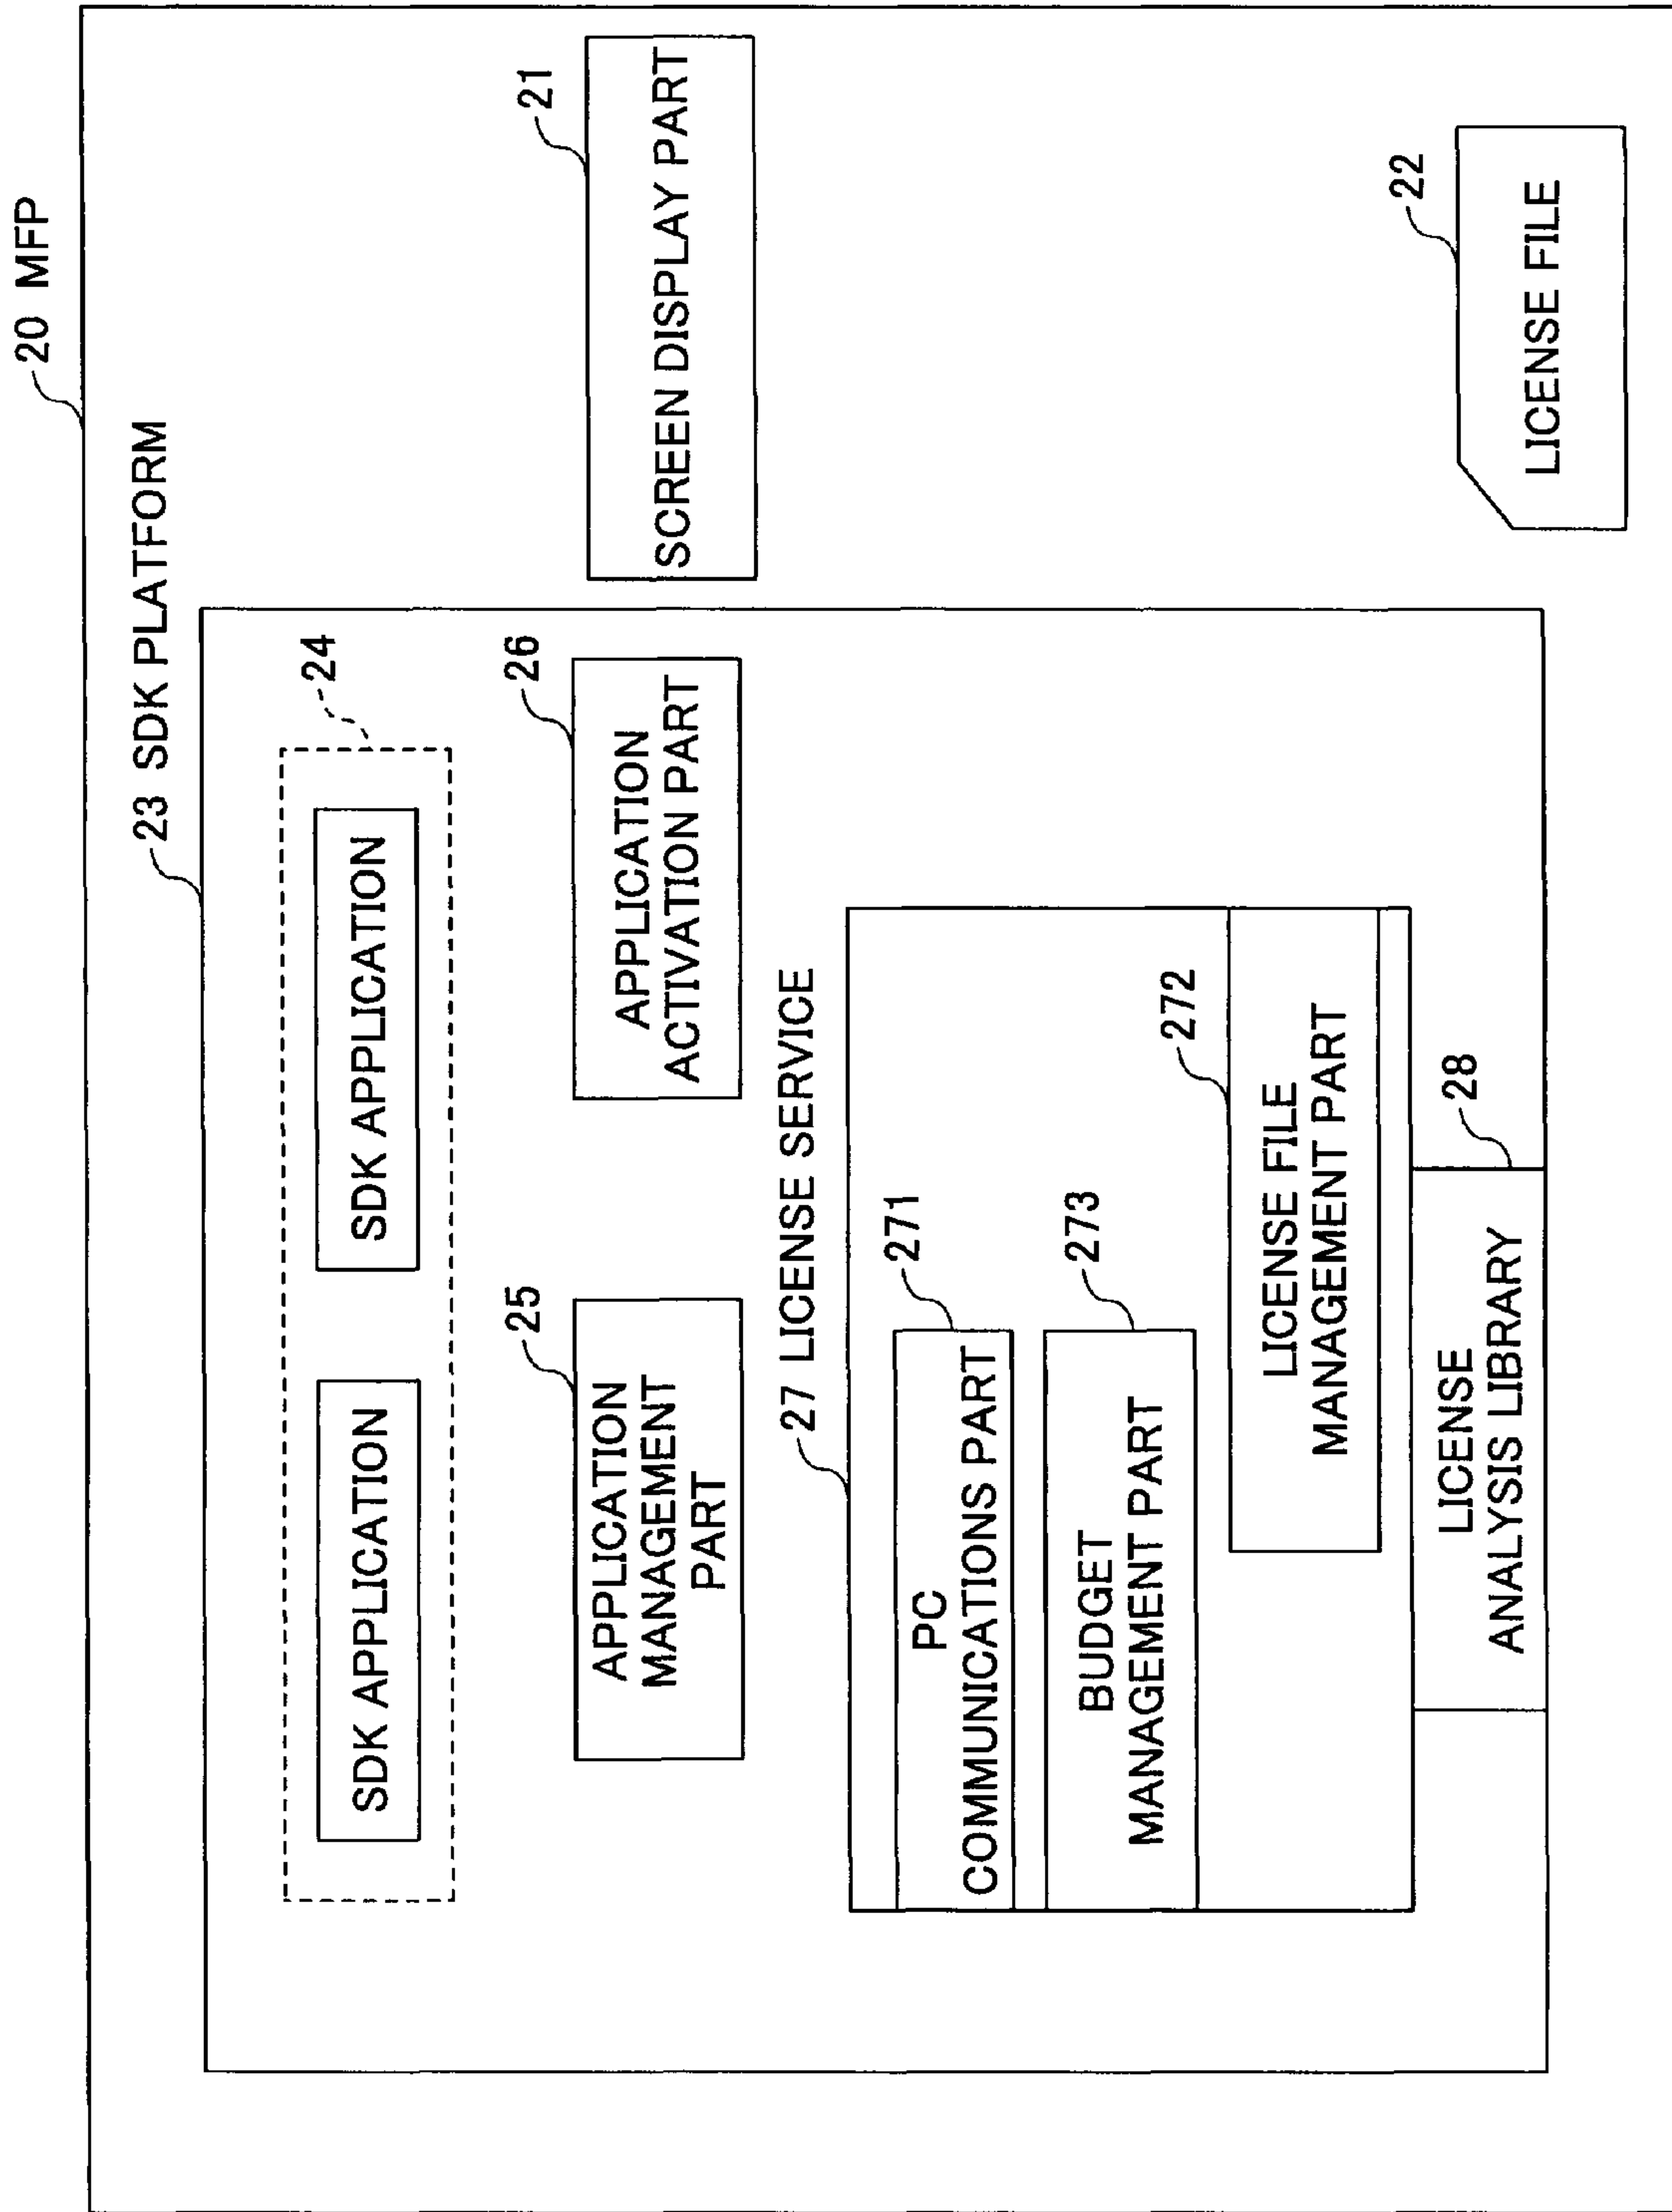 20 MFP
23 SDK PLATFORM
24
SDK APPLICATION
SDK APPLICATION
25
APPLICATION
MANAGEMENT
PART
26
APPLICATION
ACTIVATION PART
21
SCREEN DISPLAY PART
27 LICENSE SERVICE
271
PC
COMMUNICATIONS PART
273
BUDGET
MANAGEMENT PART
272
LICENSE FILE
MANAGEMENT PART
28
LICENSE
ANALYSIS LIBRARY
22
LICENSE FILE